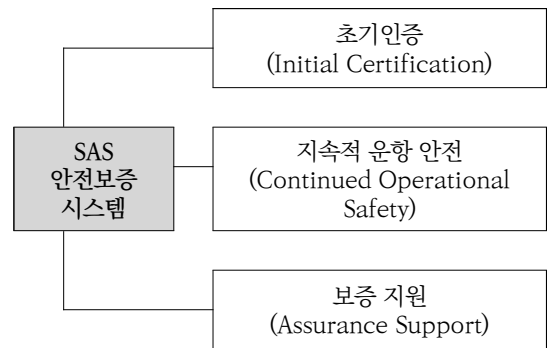 초기인증
(Initial Certification)
SAS
안전보증
시스템
지속적 운항 안전
(Continued Operational
Safety)
보증 지원
(Assurance Support)